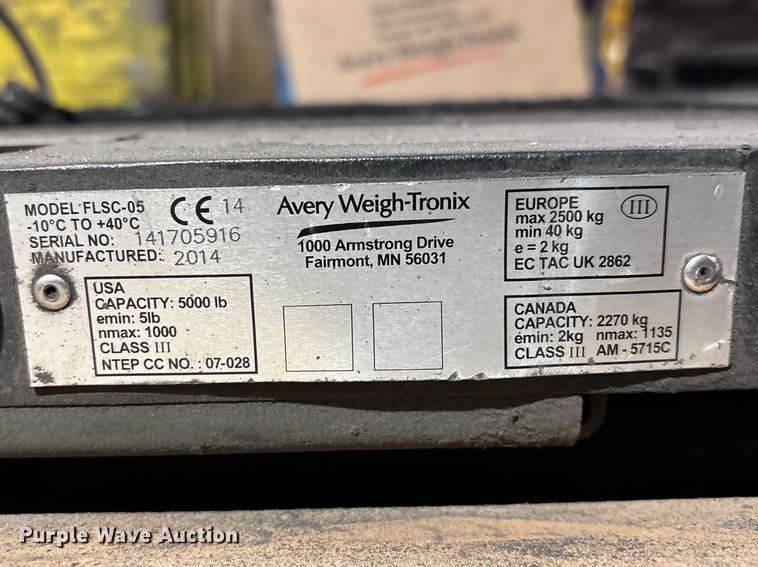 Avery Weigh-Tronix
MODEL FLSC-05
-10°C TO +40°C
CE 14
SERIAL NO: 141705916
MANUFACTURED: 2014
USA
CAPACITY: 5000 lb
emin: 5lb
nmax: 1000
CLASS III
NTEP CC NO.: 07-028
Avery Weigh-Tronix
1000 Armstrong Drive
Fairmont, MN 56031
EUROPE
III
max 2500 kg
min 40 kg
e = 2 kg
EC TAC UK 2862
CANADA
CAPACITY: 2270 kg
émin: 2kg nmax: 1135
CLASS III AM - 5715C
Purple Wave Auction